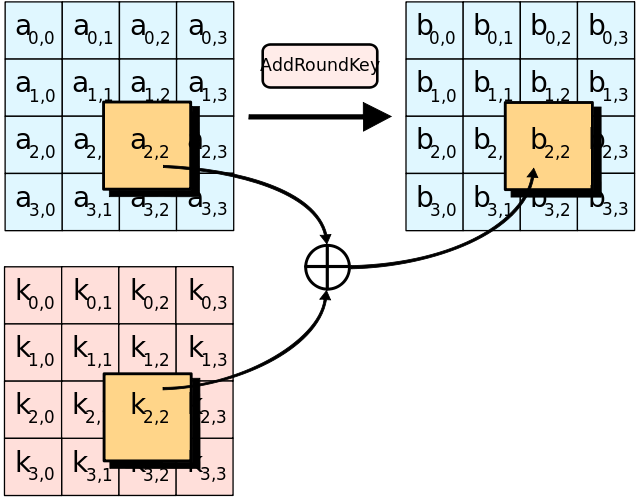 a0,0 a0,1 a0,2 a0,3
a1,0 a1,1 a1,2 a1,3
a2,0 a2, a2,2 2,3
a3,0 a3,1 a3,2 a3,3
AddRoundKey
b0,0 b0,1 b0,2 b0,3
b1,0 b1,1 b1,2 b1,3
b2,0 b2, b2,2 b2,3
b3,0 b3,1 b3,2 b3,3
k0,0 k0,1 k0,2 k0,3
k1,0 k1,1 k1,2 k1,3
k2,0 k2, k2,2 k2,3
k3,0 k3,1 k3,2 k3,3